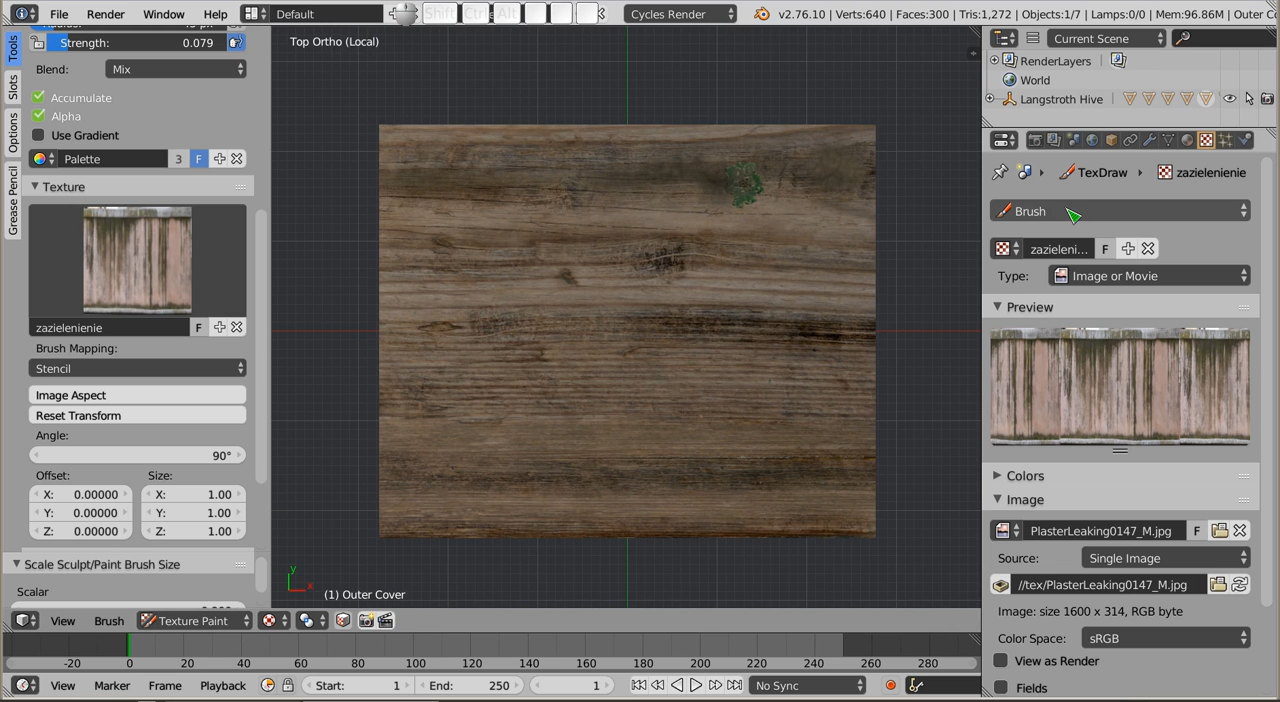 File Render Window Help Default Shift Ctrl Alt Cycles Render v2.76.10 | Verts:640 | Faces:300 | Tris:1,272 | Objects:1/7 | Lamps:0/0 | Mem:96.86M | Outer C
Tools
Slots
Options
Grease Pencil
Strength: 0.079
Blend: Mix
Accumulate
Alpha
Use Gradient
Palette 3 F
Texture
zazielenienie F
Brush Mapping:
Stencil
Image Aspect
Reset Transform
Angle:
90°
Offset: Size:
X: 0.00000 X: 1.00
Y: 0.00000 Y: 1.00
Z: 0.00000 Z: 1.00
Scale Sculpt/Paint Brush Size
Scalar
Top Ortho (Local)
y
x
(1) Outer Cover
View Brush Texture Paint
-20 0 20 40 60 80 100 120 140 160 180 200 220 240 260 280
View Marker Frame Playback Start: 1 End: 250 1 No Sync
Current Scene
RenderLayers
World
Langstroth Hive
TexDraw zazielenienie
Brush
zazieleni... F
Type: Image or Movie
Preview
Colors
Image
PlasterLeaking0147_M.jpg F
Source: Single Image
//tex/PlasterLeaking0147_M.jpg
Image: size 1600 x 314, RGB byte
Color Space: sRGB
View as Render
Fields